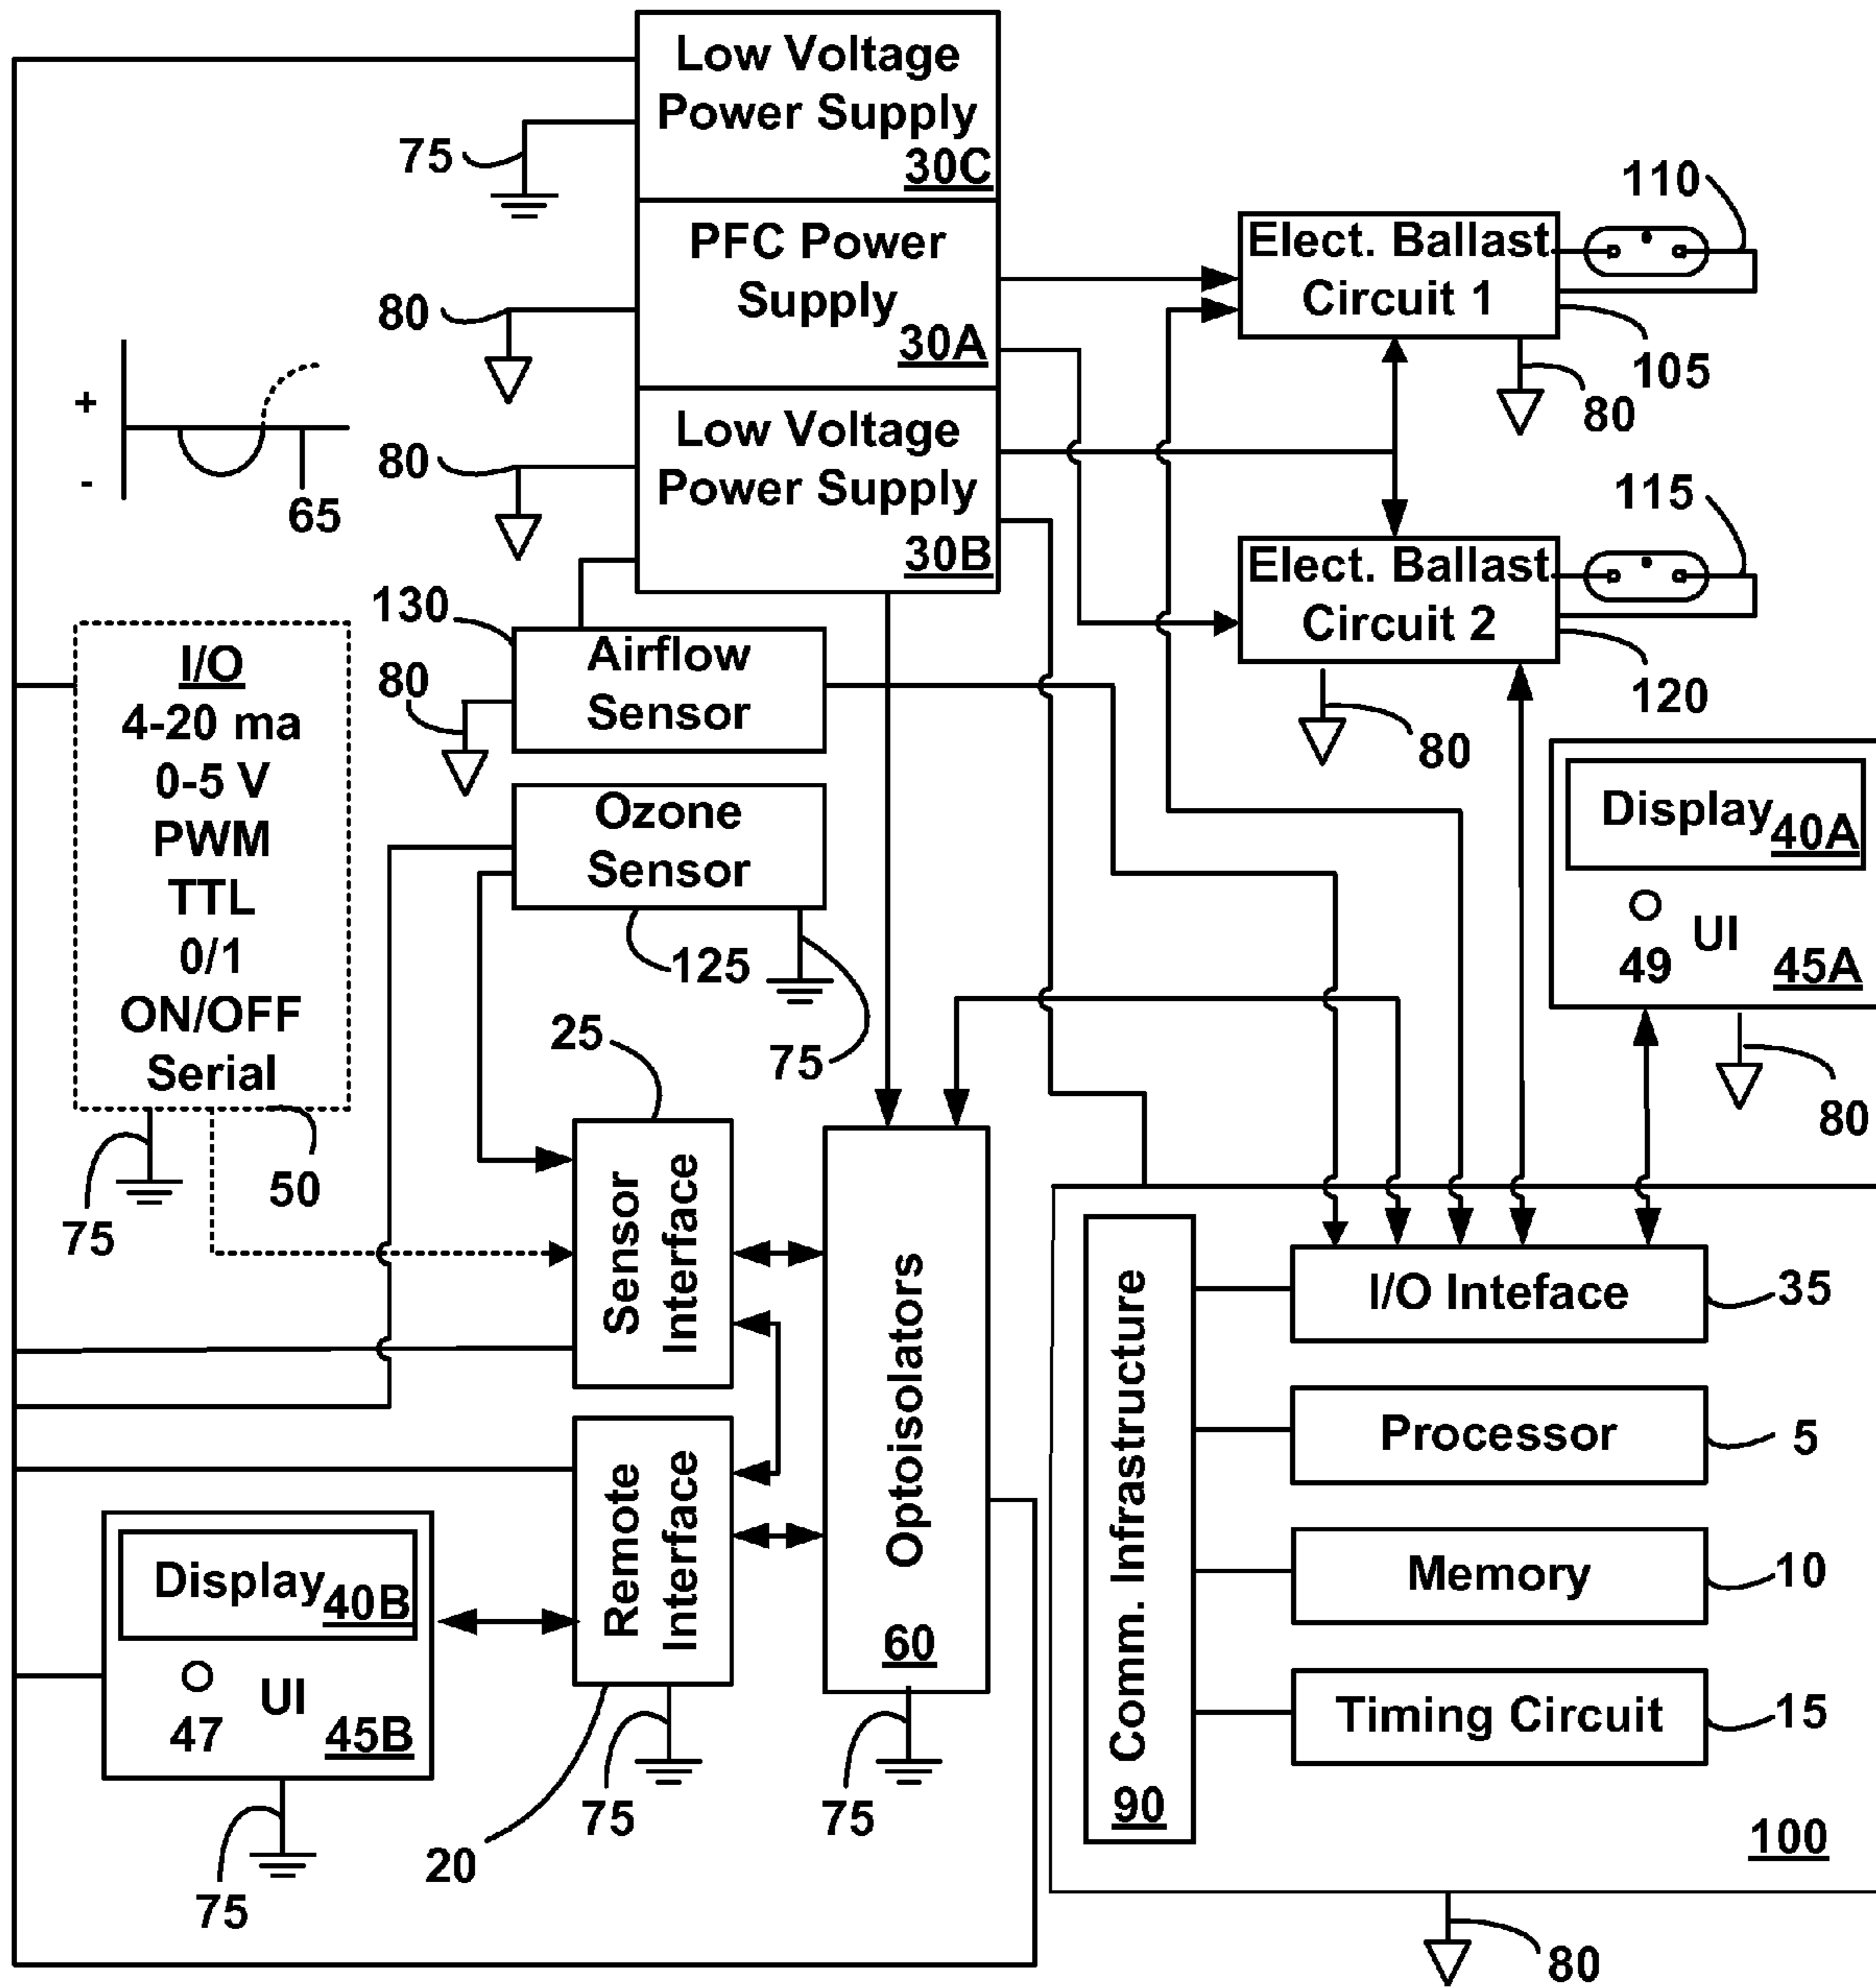 Low Voltage
Power Supply
30C
75
PFC Power
Supply
30A
80
Low Voltage
Power Supply
30B
80
+
-
65
110
Elect. Ballast
Circuit 1
105
80
115
Elect. Ballast
Circuit 2
120
80
130
Airflow
Sensor
80
Ozone
Sensor
125
75
I/O
4-20 ma
0-5 V
PWM
TTL
0/1
ON/OFF
Serial
50
75
Display
40A
49
UI
45A
80
25
Sensor
Interface
Remote
Interface
20
75
Optoisolators
60
75
Display
40B
47
UI
45B
75
Comm. Infrastructure
90
I/O Inteface
35
Processor
5
Memory
10
Timing Circuit
15
100
80